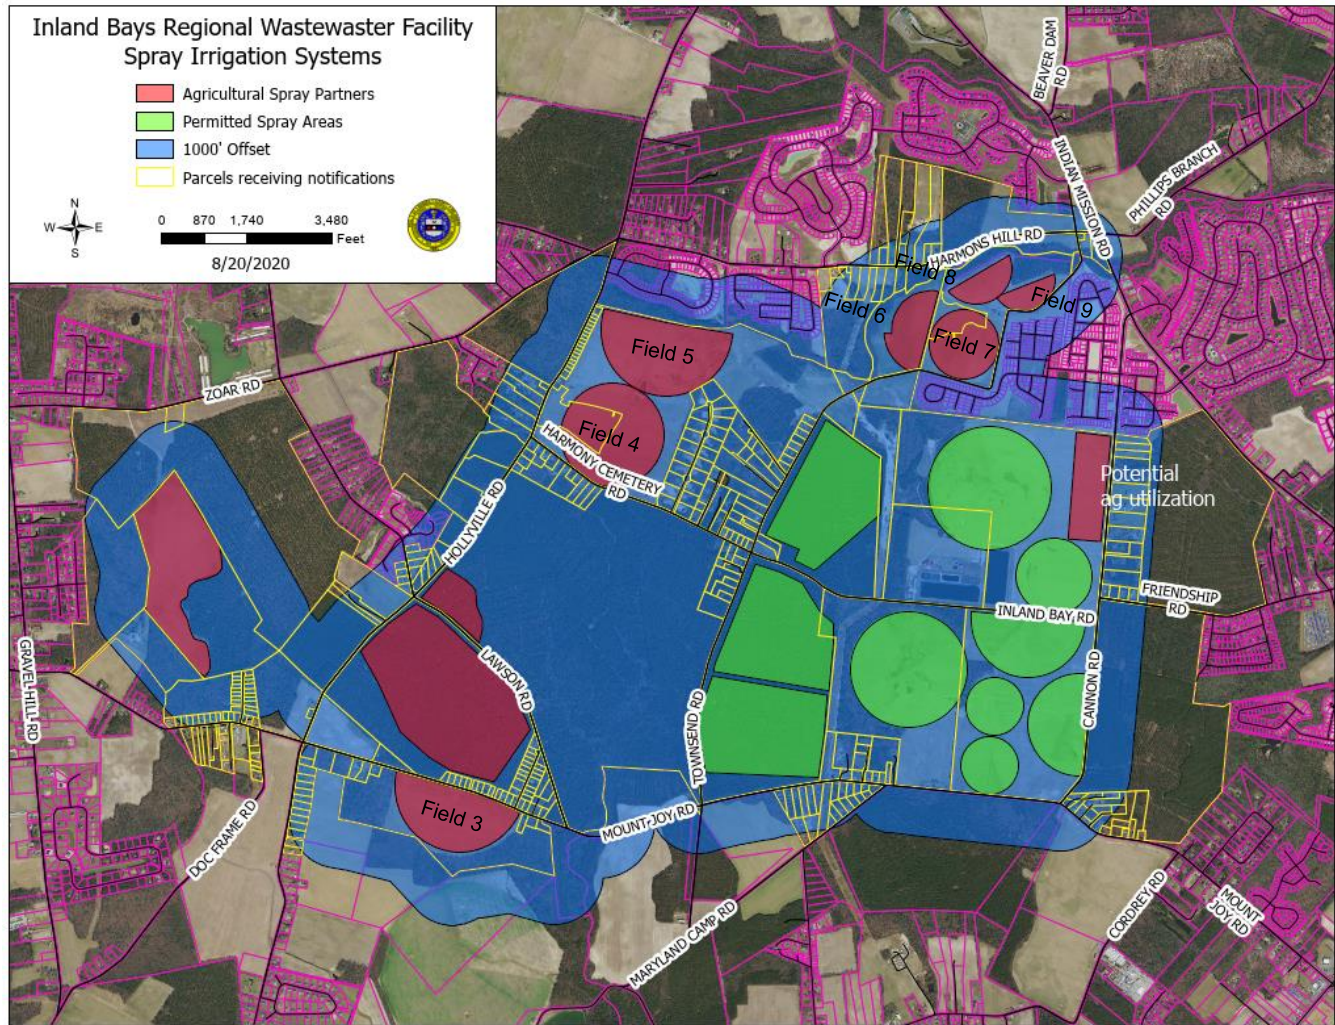 Inland Bays Regional Wastewaster Facility
Spray Irrigation Systems
Agricultural Spray Partners
Permitted Spray Areas
1000' Offset
Parcels receiving notifications
N
W
E
S
0 870 1,740 3,480
Feet
8/20/2020
BEAVER DAM
RD
INDIAN MISSION RD
PHILLIPS BRANCH
RD
HARMONS HILL RD
Field 8
Field 6
Field 9
Field 7
Field 5
ZOAR RD
Field 4
HARMONY CEMETERY
RD
HOLLYVILLE RD
Potential
ag utilization
FRIENDSHIP
RD
INLAND BAY RD
GRAVEL HILL RD
LAWSON RD
TOWNSEND RD
CANNON RD
Field 3
MOUNT JOY RD
DOC FRAME RD
MARYLAND CAMP RD
CORDREY RD
MOUNT
JOY RD